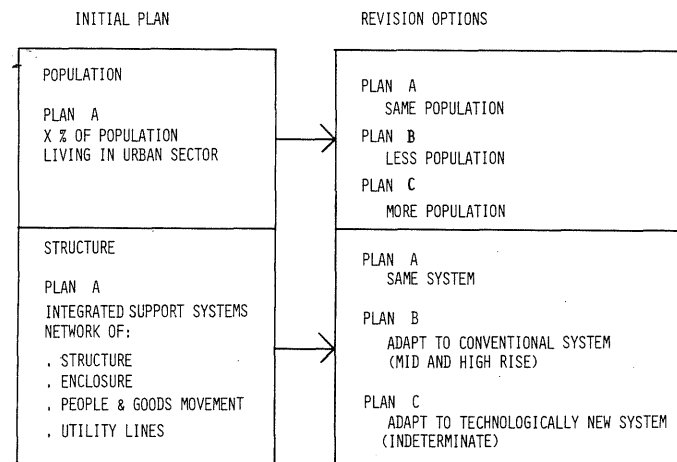 INITIAL PLAN
POPULATION
PLAN A
X % OF POPULATION
LIVING IN URBAN SECTOR
STRUCTURE
PLAN A
INTEGRATED SUPPORT SYSTEMS
NETWORK OF:
. STRUCTURE
. ENCLOSURE
. PEOPLE & GOODS MOVEMENT
. UTILITY LINES
REVISION OPTIONS
PLAN A
SAME POPULATION
PLAN B
LESS POPULATION
PLAN C
MORE POPULATION
PLAN A
SAME SYSTEM
PLAN B
ADAPT TO CONVENTIONAL SYSTEM
(MID AND HIGH RISE)
PLAN C
ADAPT TO TECHNOLOGICALLY NEW SYSTEM
(INDETERMINATE)